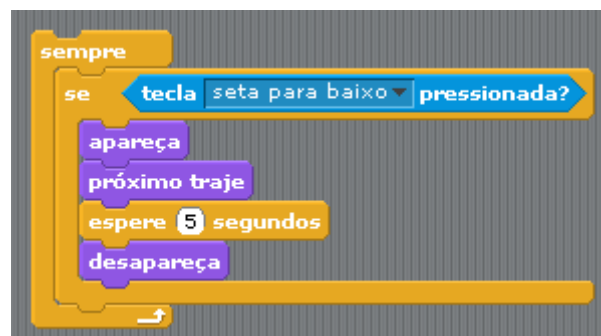 sempre
se tecla seta para baixo pressionada?
apareça
próximo traje
espere 5 segundos
desapareça